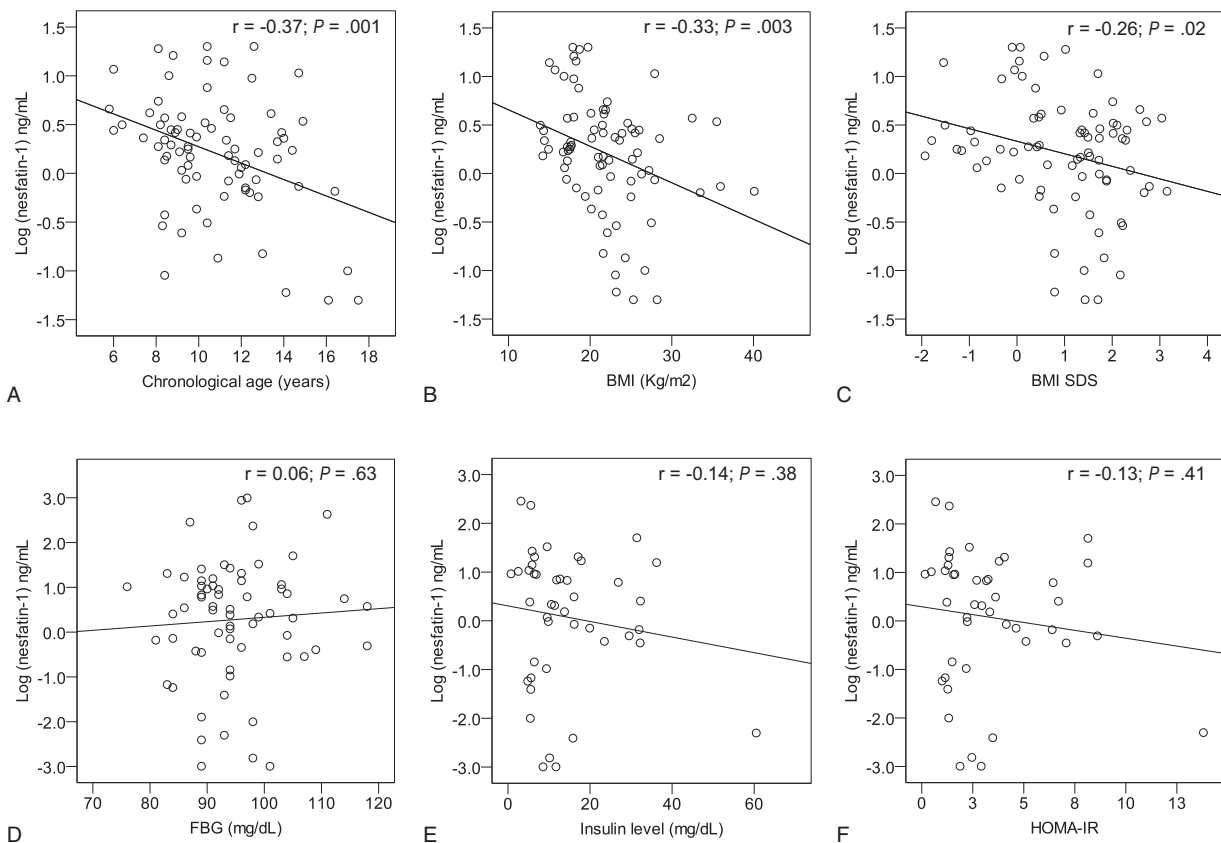 r = -0.37; P = .001
Log (nesfatin-1) ng/mL
1.5
1.0
0.5
0.0
-0.5
-1.0
-1.5
6 8 10 12 14 16 18
Chronological age (years)
A
r = -0.33; P = .003
Log (nesfatin-1) ng/mL
1.5
1.0
0.5
0.0
-0.5
-1.0
-1.5
10 20 30 40
BMI (Kg/m2)
B
r = -0.26; P = .02
Log (nesfatin-1) ng/mL
1.5
1.0
0.5
0.0
-0.5
-1.0
-1.5
-2 -1 0 1 2 3 4
BMI SDS
C
r = 0.06; P = .63
Log (nesfatin-1) ng/mL
3.0
2.0
1.0
0.0
-1.0
-2.0
-3.0
70 80 90 100 110 120
FBG (mg/dL)
D
r = -0.14; P = .38
Log (nesfatin-1) ng/mL
3.0
2.0
1.0
0.0
-1.0
-2.0
-3.0
0 20 40 60
Insulin level (mg/dL)
E
r = -0.13; P = .41
Log (nesfatin-1) ng/mL
3.0
2.0
1.0
0.0
-1.0
-2.0
-3.0
0 3 5 8 10 13
HOMA-IR
F